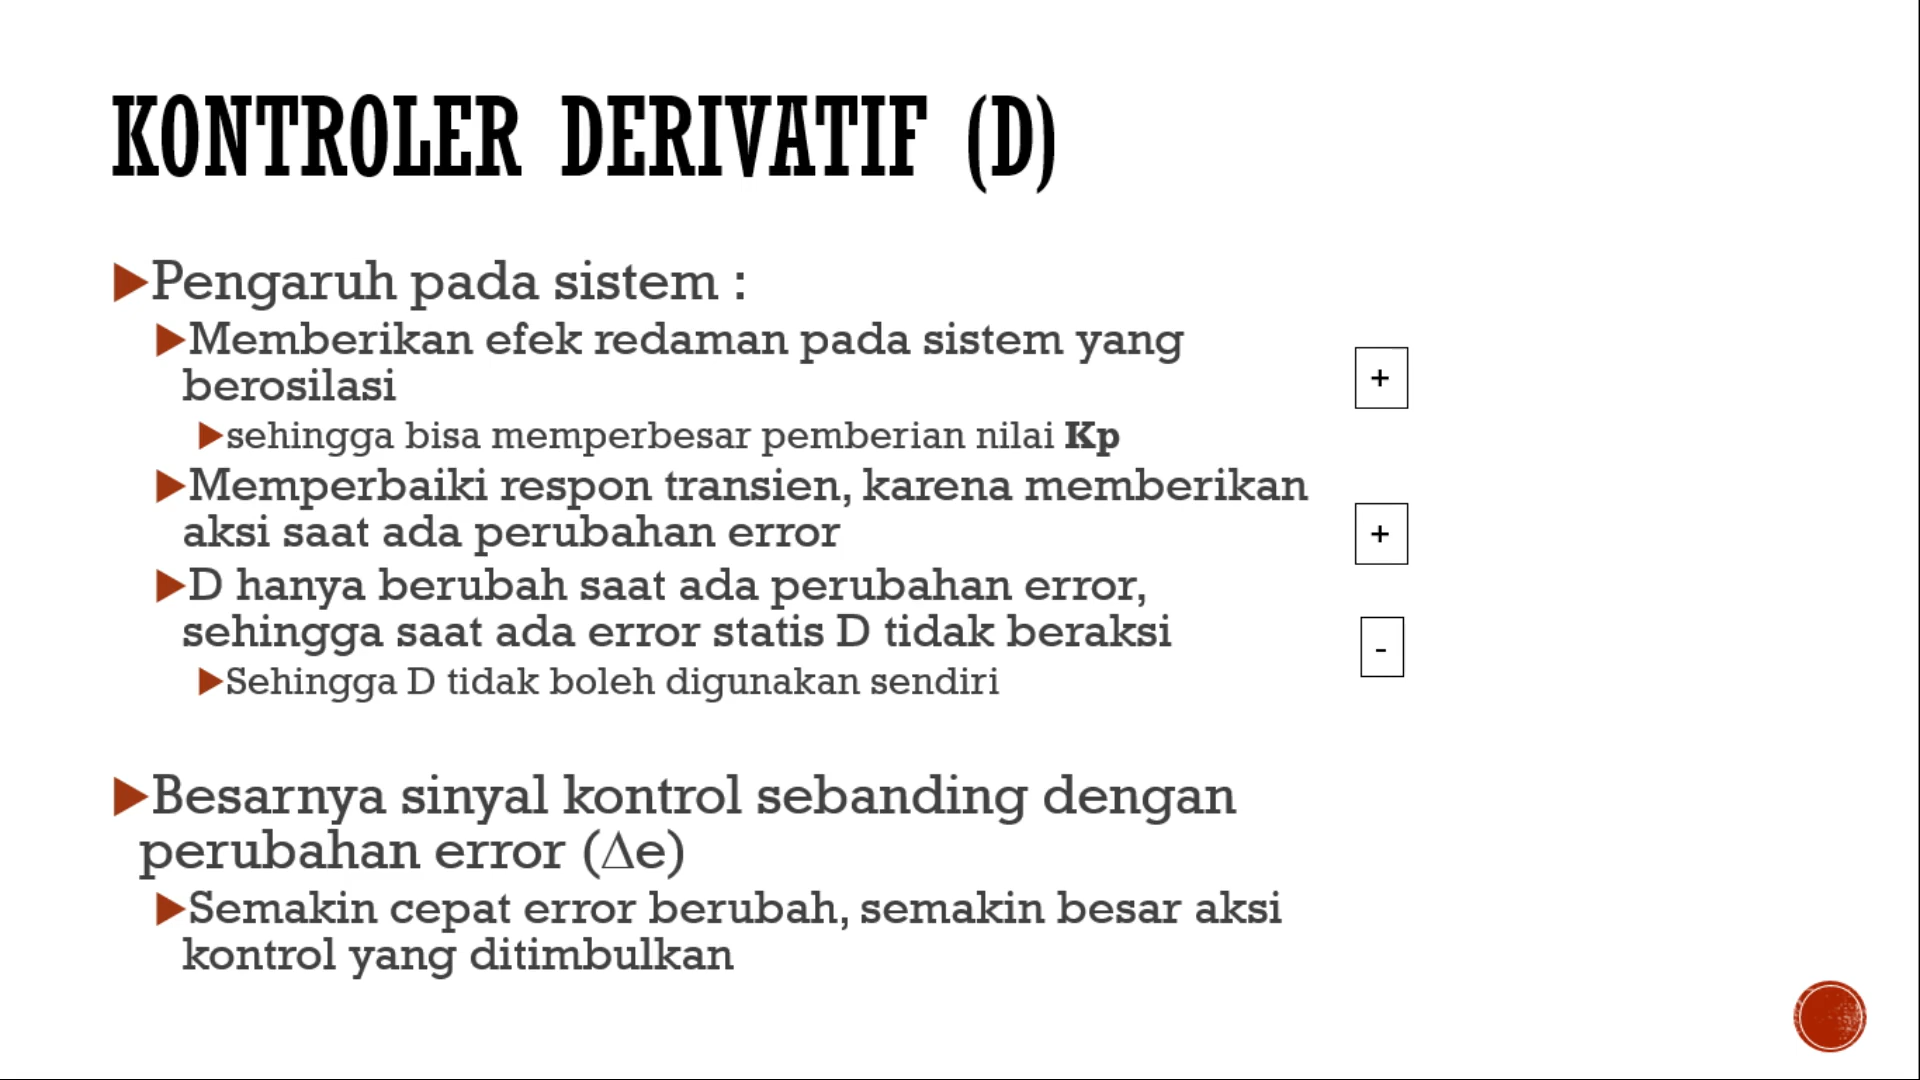 KONTROLER DERIVATIF (D)
Pengaruh pada sistem :
Memberikan efek redaman pada sistem yang
berosilasi
+
sehingga bisa memperbesar pemberian nilai Kp
Memperbaiki respon transien, karena memberikan
aksi saat ada perubahan error
+
D hanya berubah saat ada perubahan error,
sehingga saat ada error statis D tidak beraksi
-
Sehingga D tidak boleh digunakan sendiri
Besarnya sinyal kontrol sebanding dengan
perubahan error (Δe)
Semakin cepat error berubah, semakin besar aksi
kontrol yang ditimbulkan